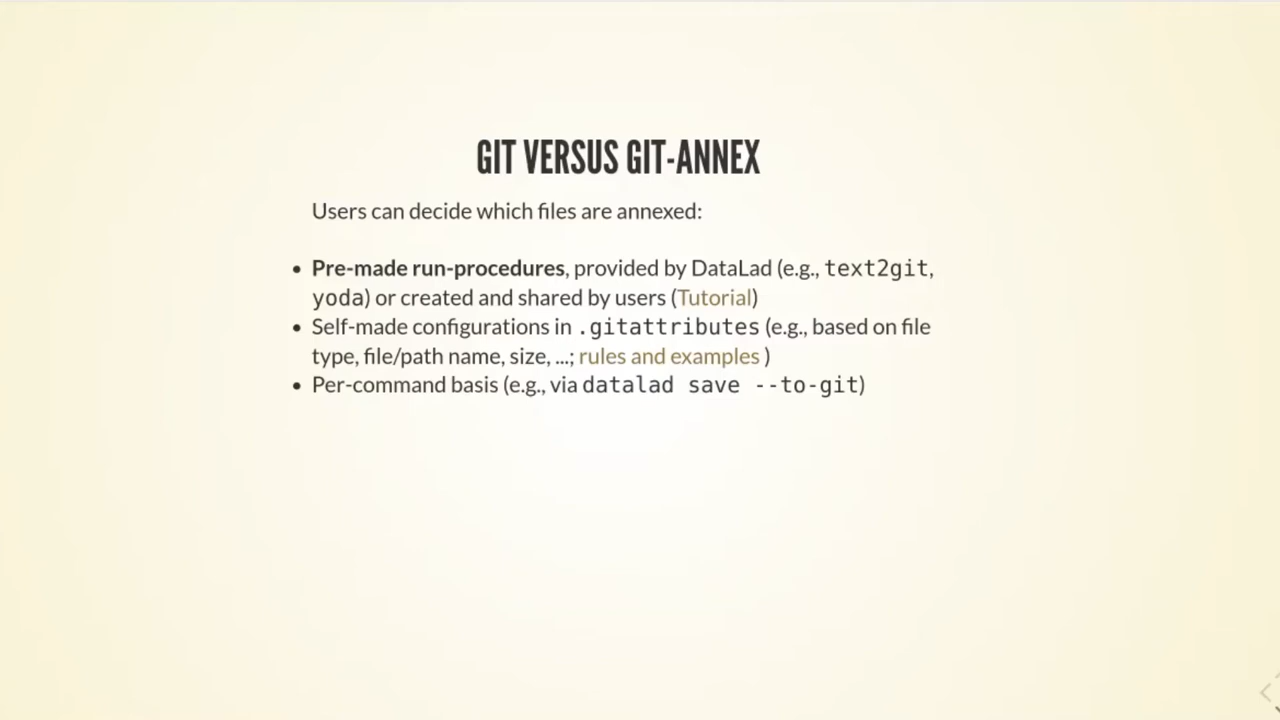 GIT VERSUS GIT-ANNEX
Users can decide which files are annexed:
• Pre-made run-procedures, provided by DataLad (e.g., text2git,
yoda) or created and shared by users (Tutorial)
• Self-made configurations in .gitattributes (e.g., based on file
type, file/path name, size, ...; rules and examples )
• Per-command basis (e.g., via datalad save --to-git)